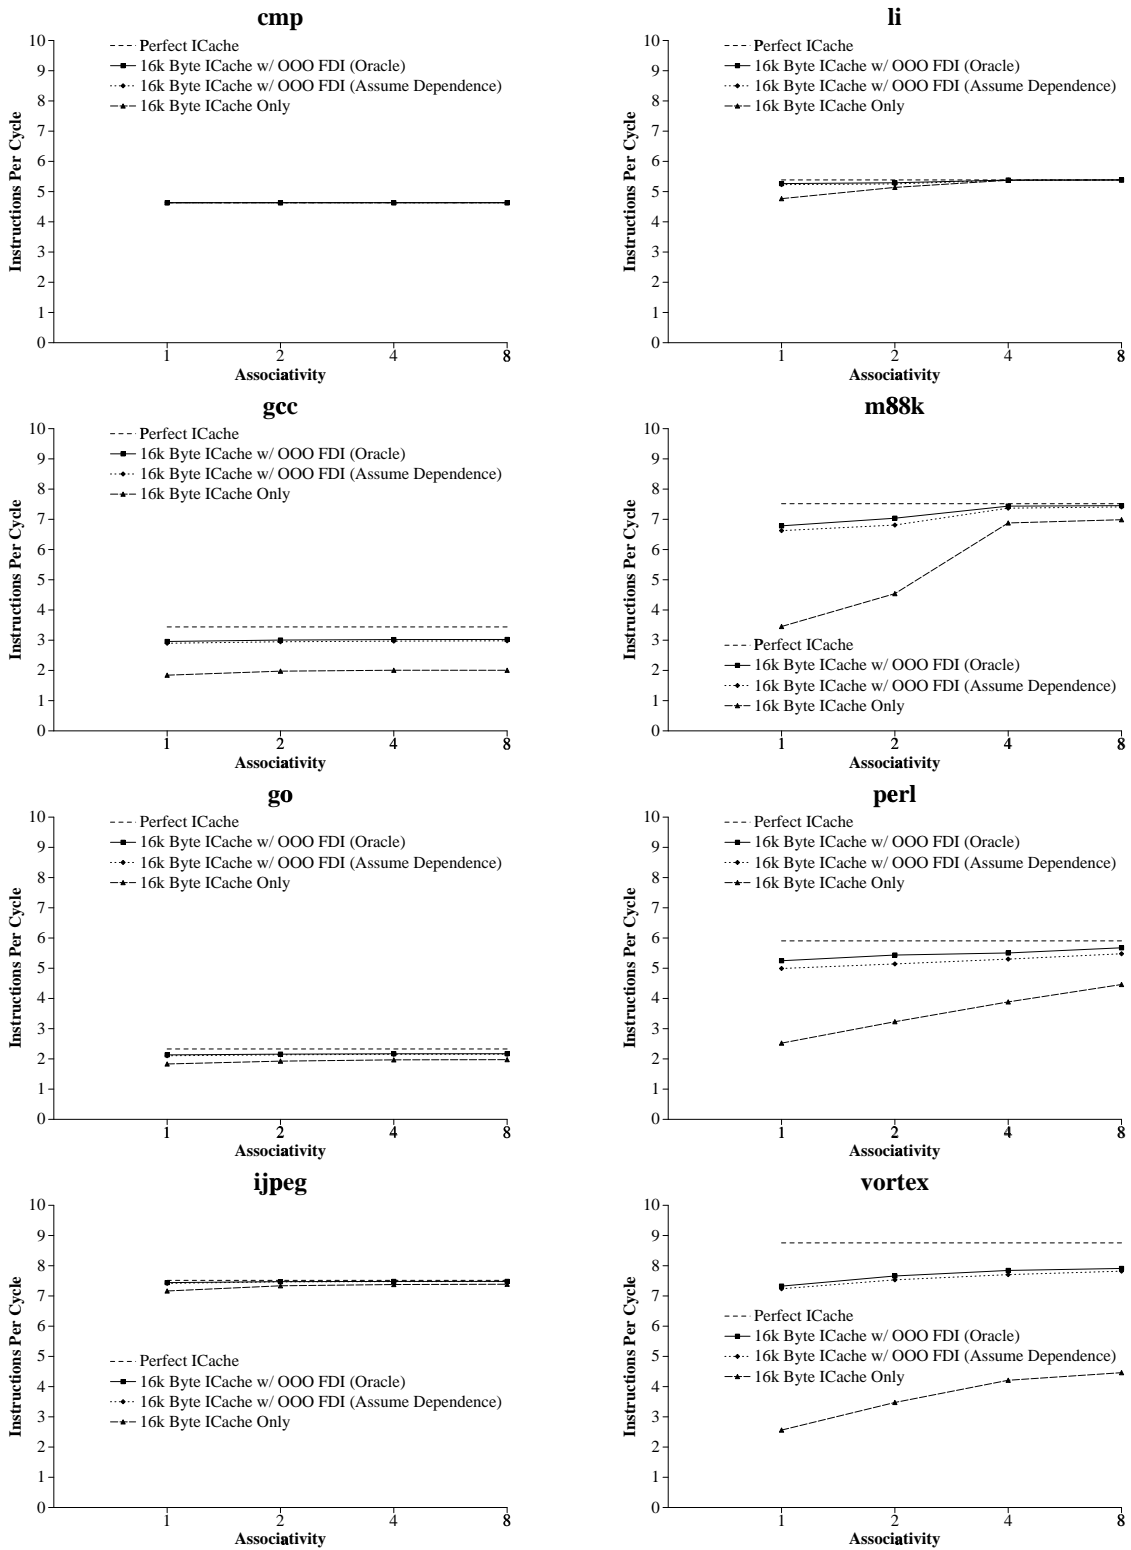 cmp
10
9
8
7
6
5
4
3
2
1
0
Instructions Per Cycle
Perfect ICache
16k Byte ICache w/ OOO FDI (Oracle)
16k Byte ICache w/ OOO FDI (Assume Dependence)
16k Byte ICache Only
1 2 4 8
Associativity
li
10
9
8
7
6
5
4
3
2
1
0
Instructions Per Cycle
Perfect ICache
16k Byte ICache w/ OOO FDI (Oracle)
16k Byte ICache w/ OOO FDI (Assume Dependence)
16k Byte ICache Only
1 2 4 8
Associativity
gcc
10
9
8
7
6
5
4
3
2
1
0
Instructions Per Cycle
Perfect ICache
16k Byte ICache w/ OOO FDI (Oracle)
16k Byte ICache w/ OOO FDI (Assume Dependence)
16k Byte ICache Only
1 2 4 8
Associativity
m88k
10
9
8
7
6
5
4
3
2
1
0
Instructions Per Cycle
Perfect ICache
16k Byte ICache w/ OOO FDI (Oracle)
16k Byte ICache w/ OOO FDI (Assume Dependence)
16k Byte ICache Only
1 2 4 8
Associativity
go
10
9
8
7
6
5
4
3
2
1
0
Instructions Per Cycle
Perfect ICache
16k Byte ICache w/ OOO FDI (Oracle)
16k Byte ICache w/ OOO FDI (Assume Dependence)
16k Byte ICache Only
1 2 4 8
Associativity
perl
10
9
8
7
6
5
4
3
2
1
0
Instructions Per Cycle
Perfect ICache
16k Byte ICache w/ OOO FDI (Oracle)
16k Byte ICache w/ OOO FDI (Assume Dependence)
16k Byte ICache Only
1 2 4 8
Associativity
ijpeg
10
9
8
7
6
5
4
3
2
1
0
Instructions Per Cycle
Perfect ICache
16k Byte ICache w/ OOO FDI (Oracle)
16k Byte ICache w/ OOO FDI (Assume Dependence)
16k Byte ICache Only
1 2 4 8
Associativity
vortex
10
9
8
7
6
5
4
3
2
1
0
Instructions Per Cycle
Perfect ICache
16k Byte ICache w/ OOO FDI (Oracle)
16k Byte ICache w/ OOO FDI (Assume Dependence)
16k Byte ICache Only
1 2 4 8
Associativity